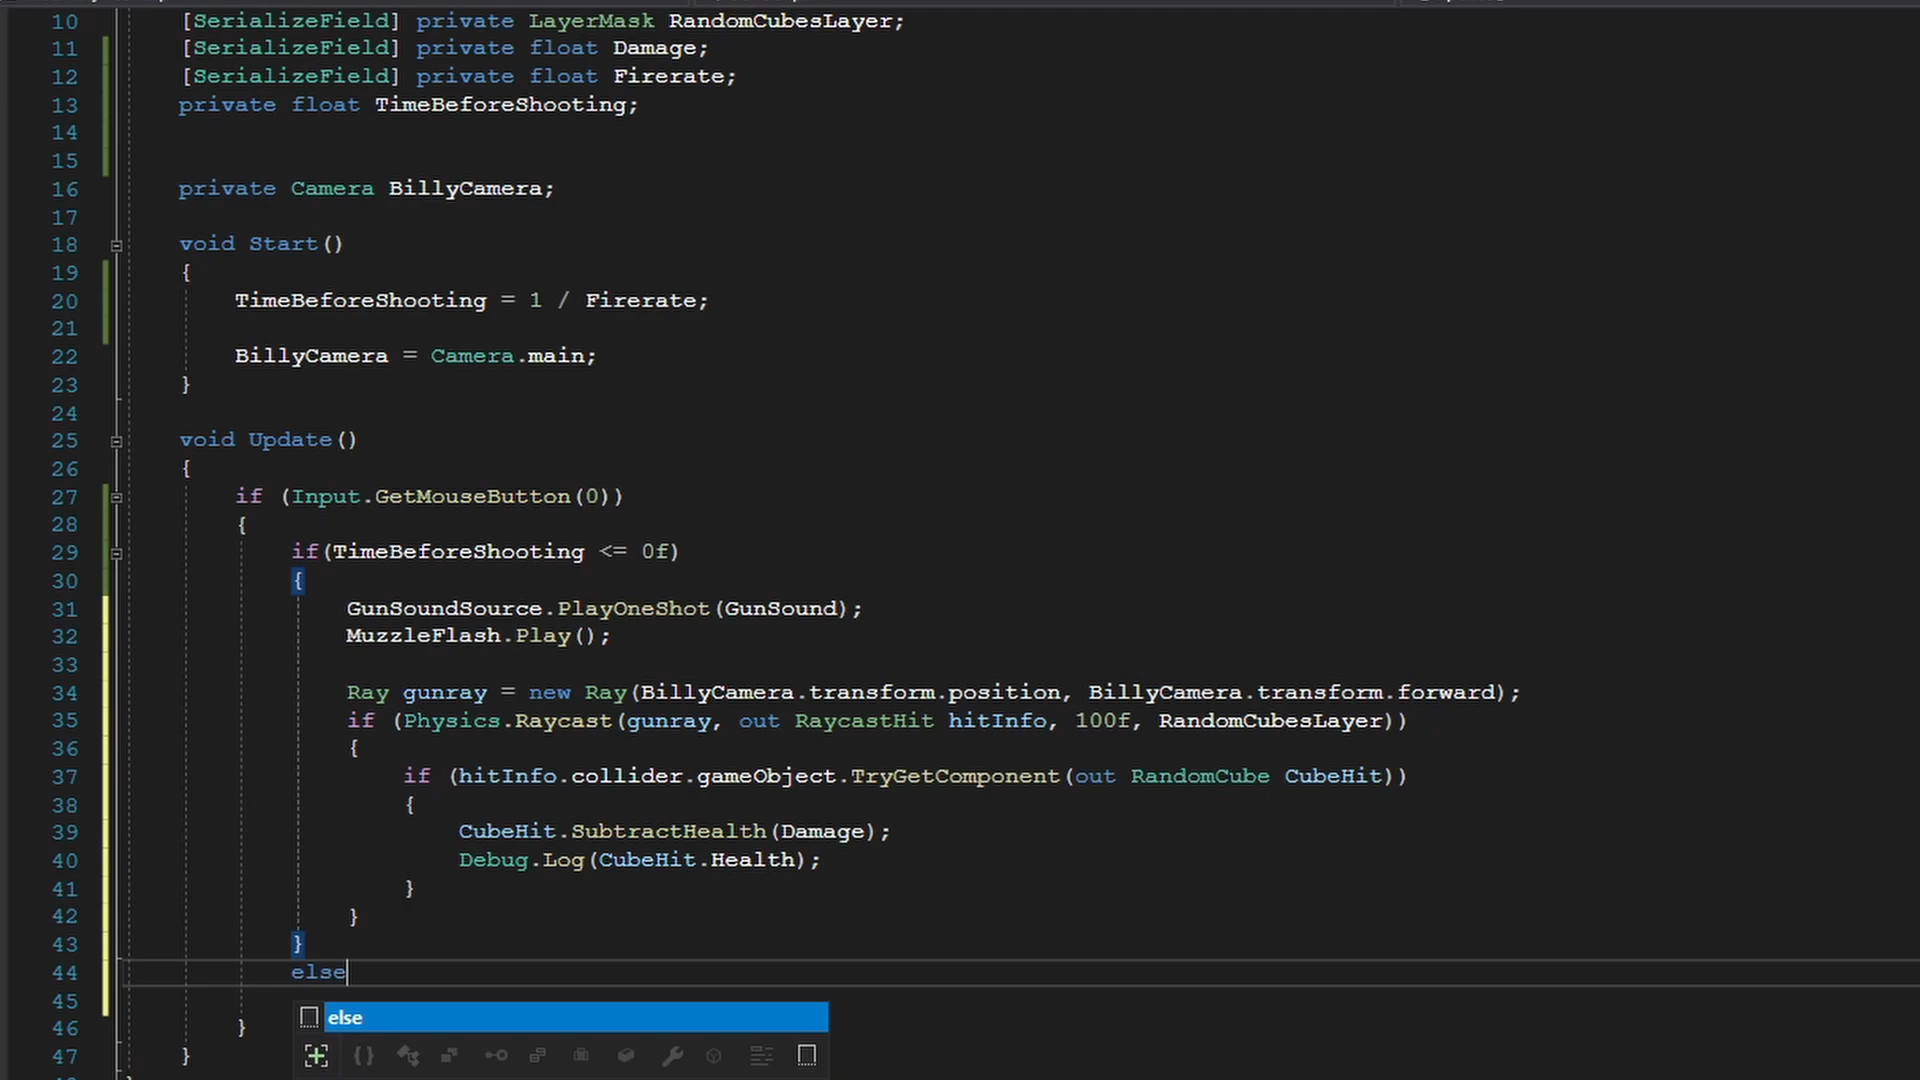 10 [SerializeField] private LayerMask RandomCubesLayer;
11 [SerializeField] private float Damage;
12 [SerializeField] private float Firerate;
13 private float TimeBeforeShooting;
14
15
16 private Camera BillyCamera;
17
18 void Start()
19 {
20 TimeBeforeShooting = 1 / Firerate;
21
22 BillyCamera = Camera.main;
23 }
24
25 void Update()
26 {
27 if (Input.GetMouseButton(0))
28 {
29 if(TimeBeforeShooting <= 0f)
30 {
31 GunSoundSource.PlayOneShot(GunSound);
32 MuzzleFlash.Play();
33
34 Ray gunray = new Ray(BillyCamera.transform.position, BillyCamera.transform.forward);
35 if (Physics.Raycast(gunray, out RaycastHit hitInfo, 100f, RandomCubesLayer))
36 {
37 if (hitInfo.collider.gameObject.TryGetComponent(out RandomCube CubeHit))
38 {
39 CubeHit.SubtractHealth(Damage);
40 Debug.Log(CubeHit.Health);
41 }
42 }
43 }
44 else
45
else
46 }
47 }